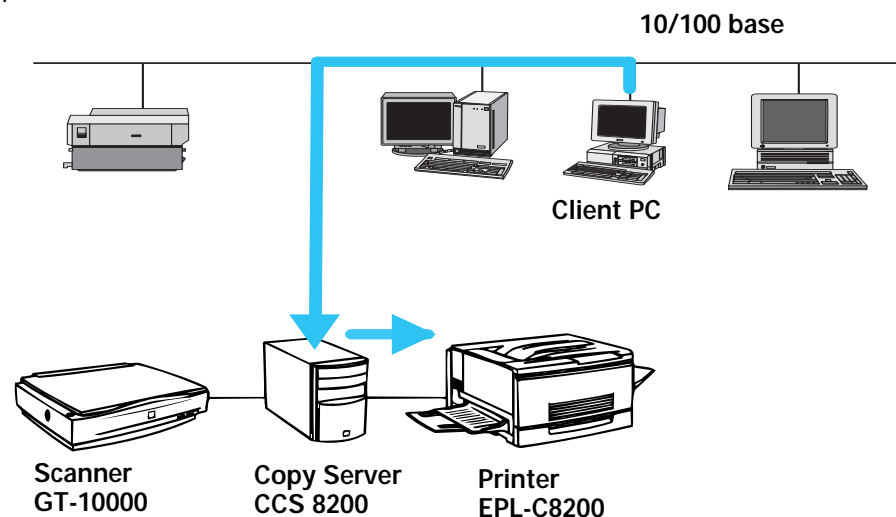 10/100 base
Client PC
Scanner
GT-10000
Copy Server
CCS 8200
Printer
EPL-C8200